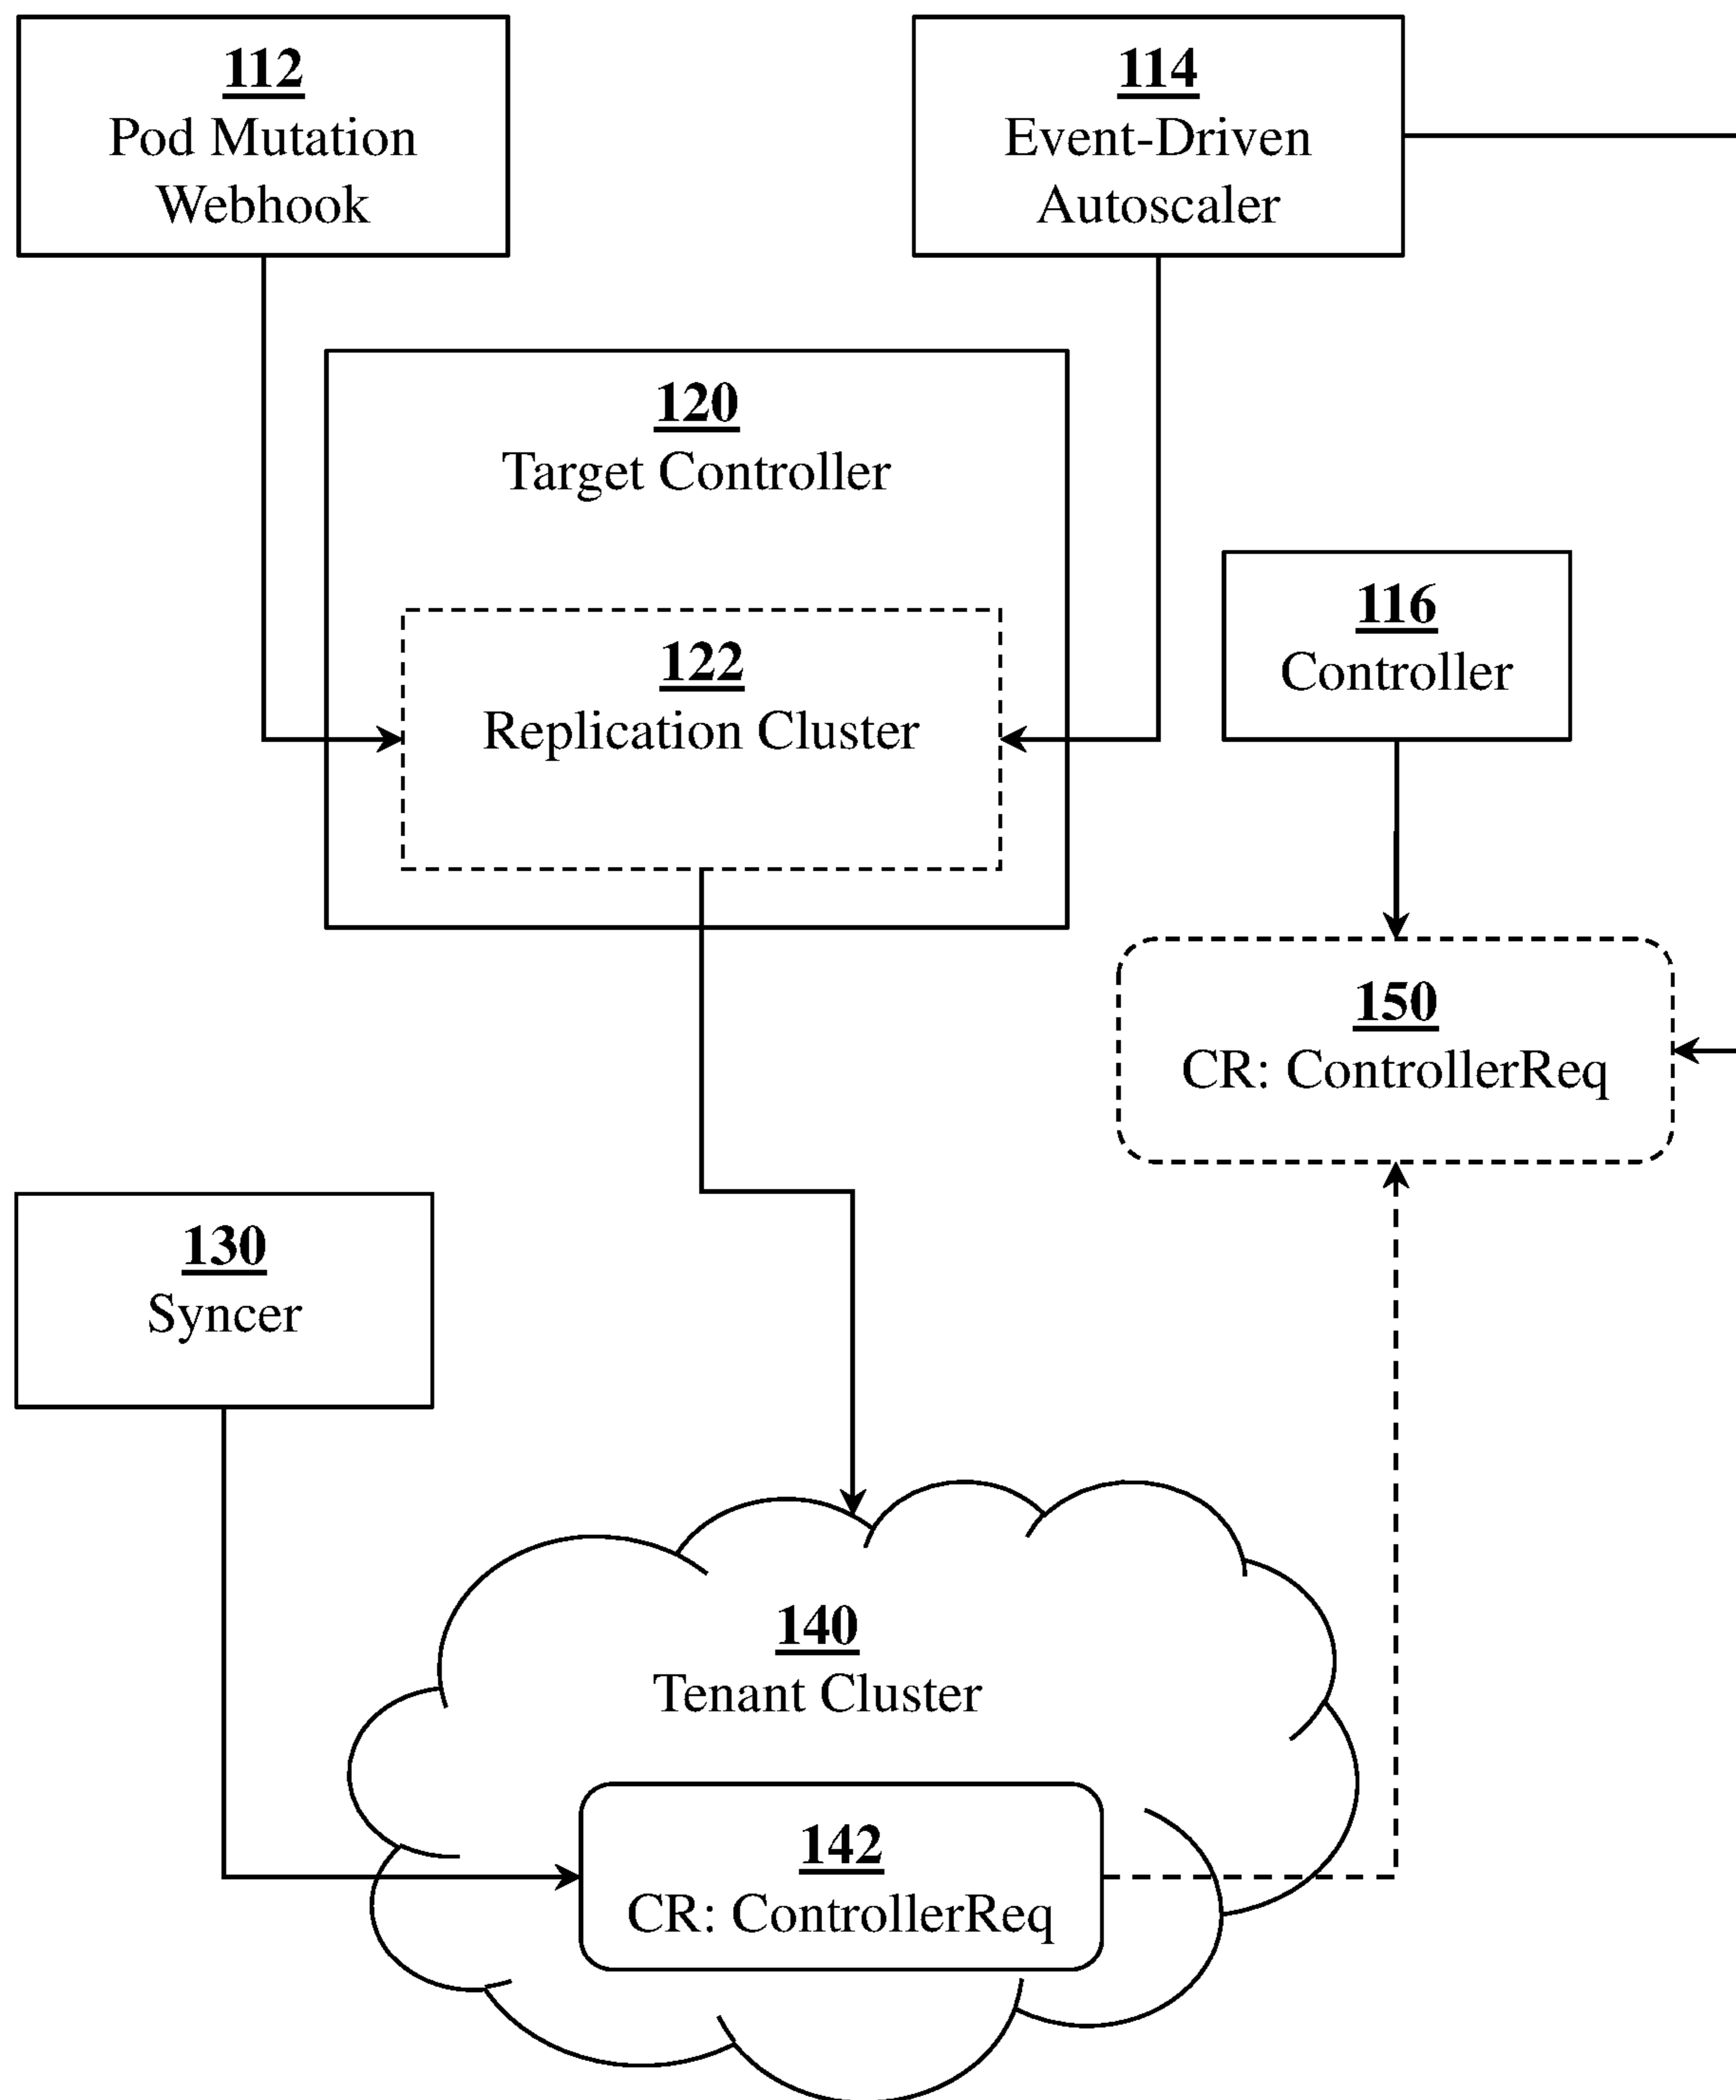 112
Pod Mutation
Webhook
114
Event-Driven
Autoscaler
120
Target Controller
116
Controller
122
Replication Cluster
150
CR: ControllerReq
130
Syncer
140
Tenant Cluster
142
CR: ControllerReq